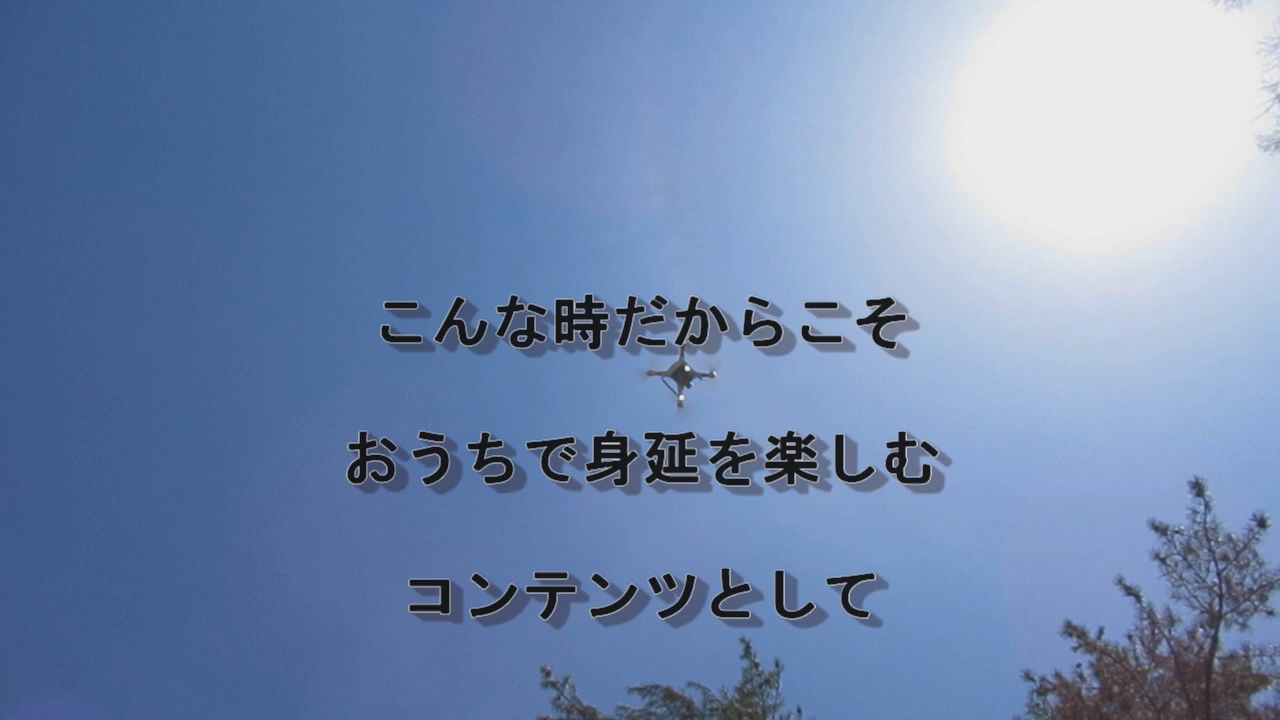 こんな時だからこそ
おうちで身延を楽しむ
コンテンツとして